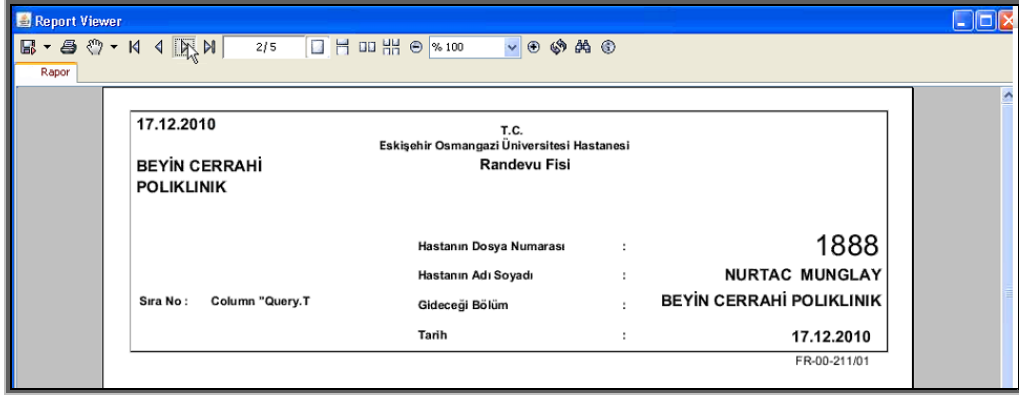 Report Viewer
2/5
% 100
Rapor
17.12.2010
T.C.
Eskişehir Osmangazi Üniversitesi Hastanesi
Randevu Fisi
BEYİN CERRAHİ
POLIKLINIK
Hastanın Dosya Numarası : 1888
Hastanın Adı Soyadı : NURTAC MUNGLAY
Sıra No : Column "Query.T
Gideceği Bölüm : BEYİN CERRAHİ POLIKLINIK
Tarih : 17.12.2010
FR-00-211/01